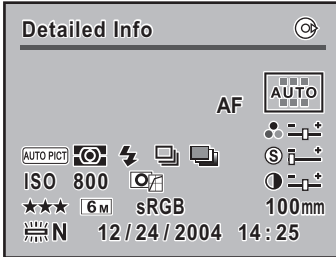 Detailed Info
AF AUTO
AUTO PICT S
ISO 800
★★★ 6M sRGB 100mm
N 12/24/2004 14:25